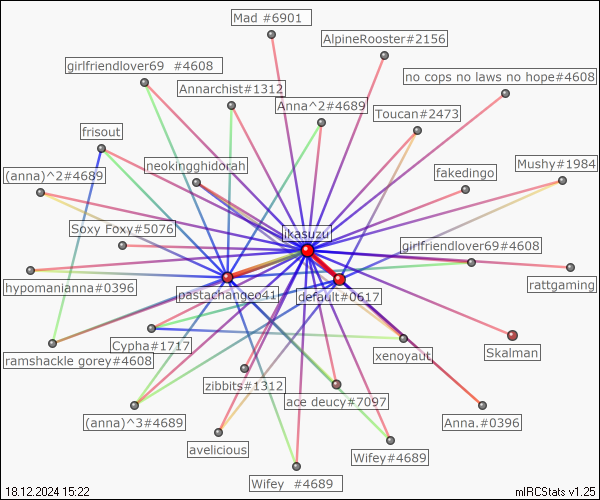 Mad #6901
AlpineRooster#2156
girlfriendlover69 #4608
no cops no laws no hope#4608
Annarchist#1312
Anna^2#4689
Toucan#2473
frisout
neokingghidorah
fakedingo
Mushy#1984
(anna)^2#4689
Soxy Foxy#5076
ikasuzu
girlfriendlover69#4608
hypomanianna#0396
pastachangeo41
default#0617
rattgaming
ramshackle gorey#4608
Cypha#1717
xenoyaut
Skalman
zibbits#1312
ace deucy#7097
(anna)^3#4689
Anna.#0396
avelicious
Wifey#4689
Wifey #4689
18.12.2024 15:22
mIRCStats v1.25